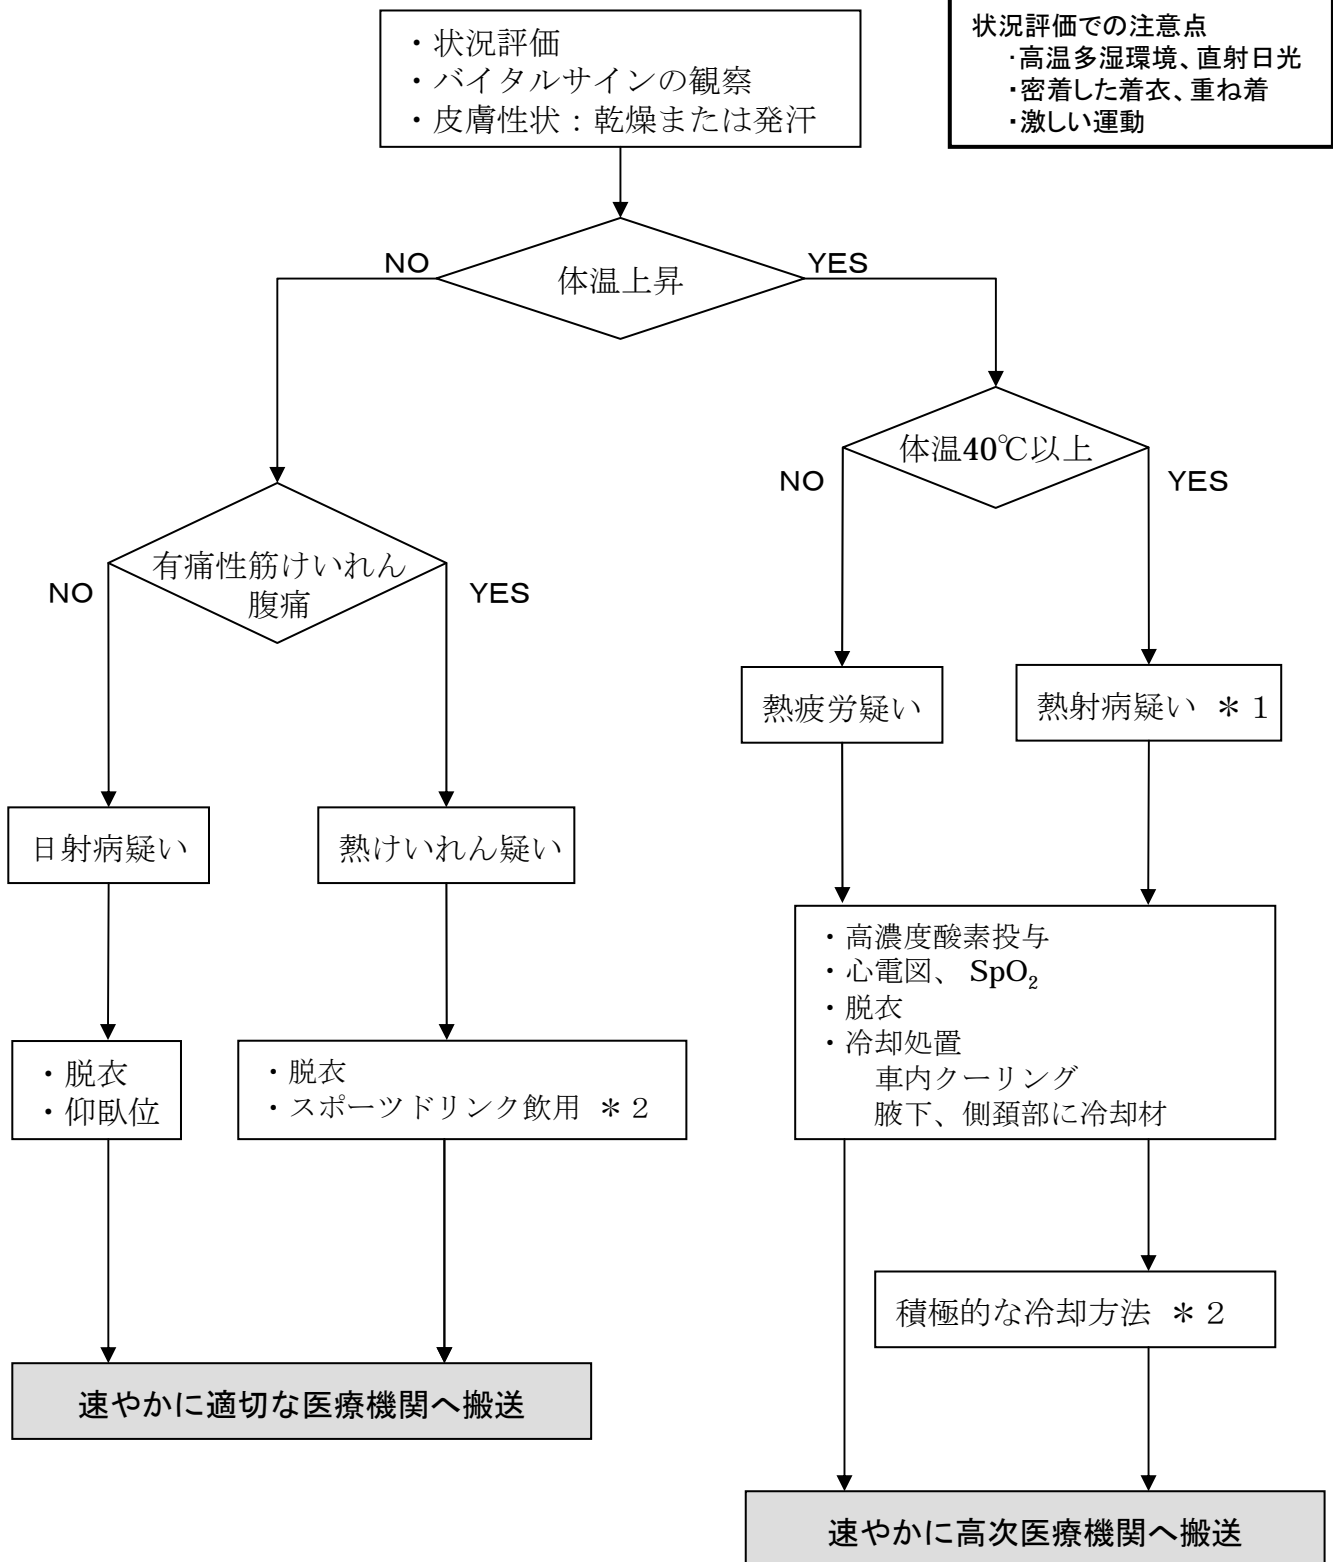 ・状況評価
・バイタルサインの観察
・皮膚性状：乾燥または発汗
状況評価での注意点
・高温多湿環境、直射日光
・密着した着衣、重ね着
・激しい運動
NO
体温上昇
YES
体温40℃以上
NO
YES
有痛性筋けいれん
腹痛
NO
YES
熱疲労疑い
熱射病疑い ＊１
日射病疑い
熱けいれん疑い
・高濃度酸素投与
・心電図、 SpO₂
・脱衣
・冷却処置
車内クーリング
腋下、側頚部に冷却材
・脱衣
・仰臥位
・脱衣
・スポーツドリンク飲用 ＊２
積極的な冷却方法 ＊２
速やかに適切な医療機関へ搬送
速やかに高次医療機関へ搬送